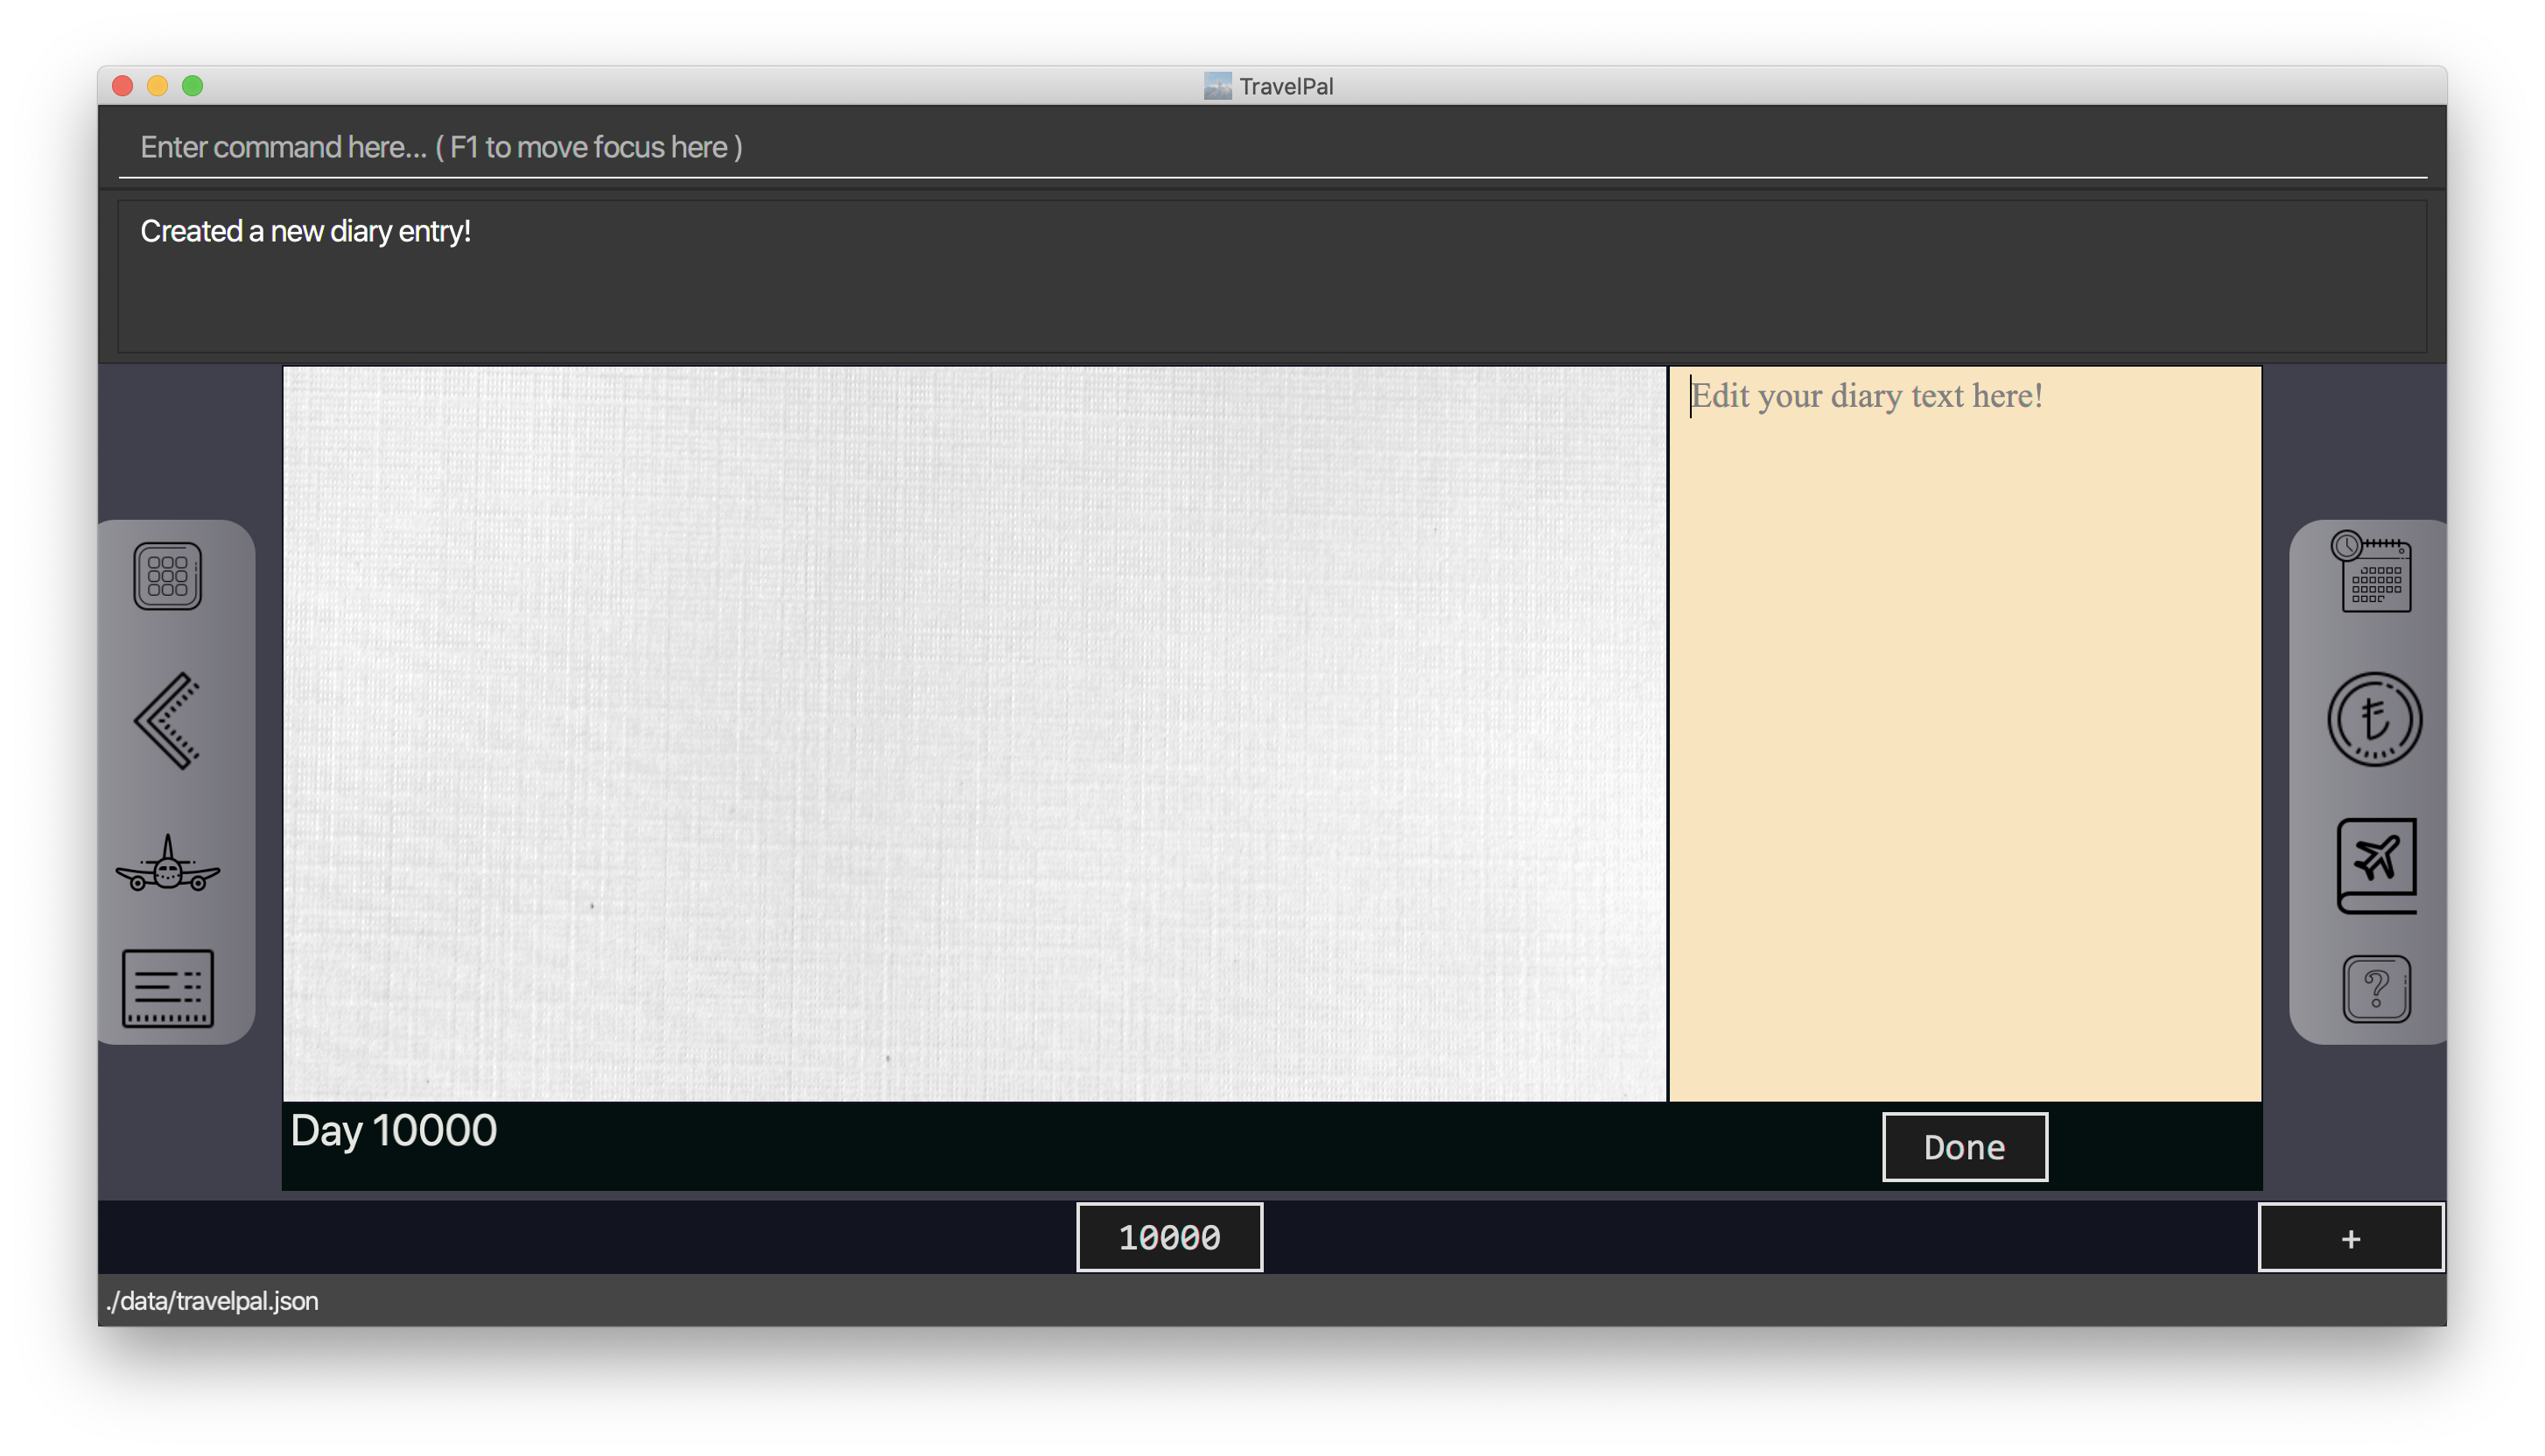 TravelPal
Enter command here... ( F1 to move focus here )
Created a new diary entry!
Edit your diary text here!
?
Day 10000
Done
10000
+
./data/travelpal.json